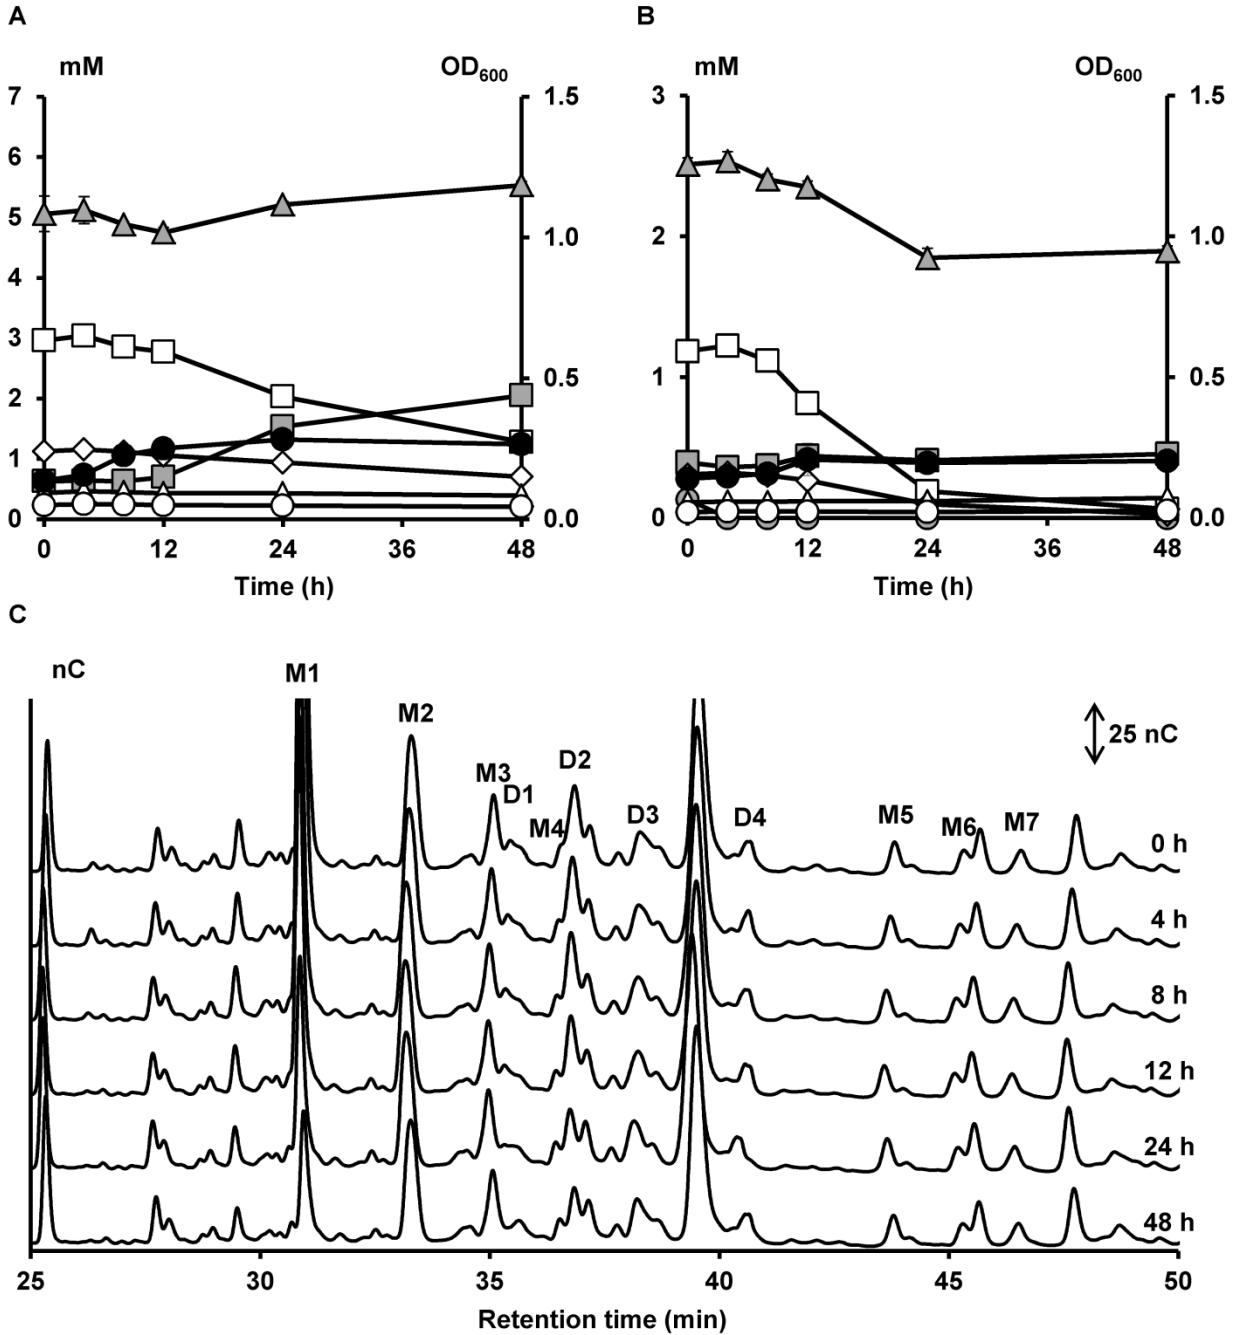 A
B
mM OD600
mM OD600
7 1.5
6
5
1.0
4
3
0.5
2
1
0 0.0
0 12 24 36 48
Time (h)
3 1.5
2 1.0
1 0.5
0 0.0
0 12 24 36 48
Time (h)
C
nC
M1
M2
M3
D1
M4
D2
D3
D4
M5
M6
M7
25 nC
0 h
4 h
8 h
12 h
24 h
48 h
25 30 35 40 45 50
Retention time (min)